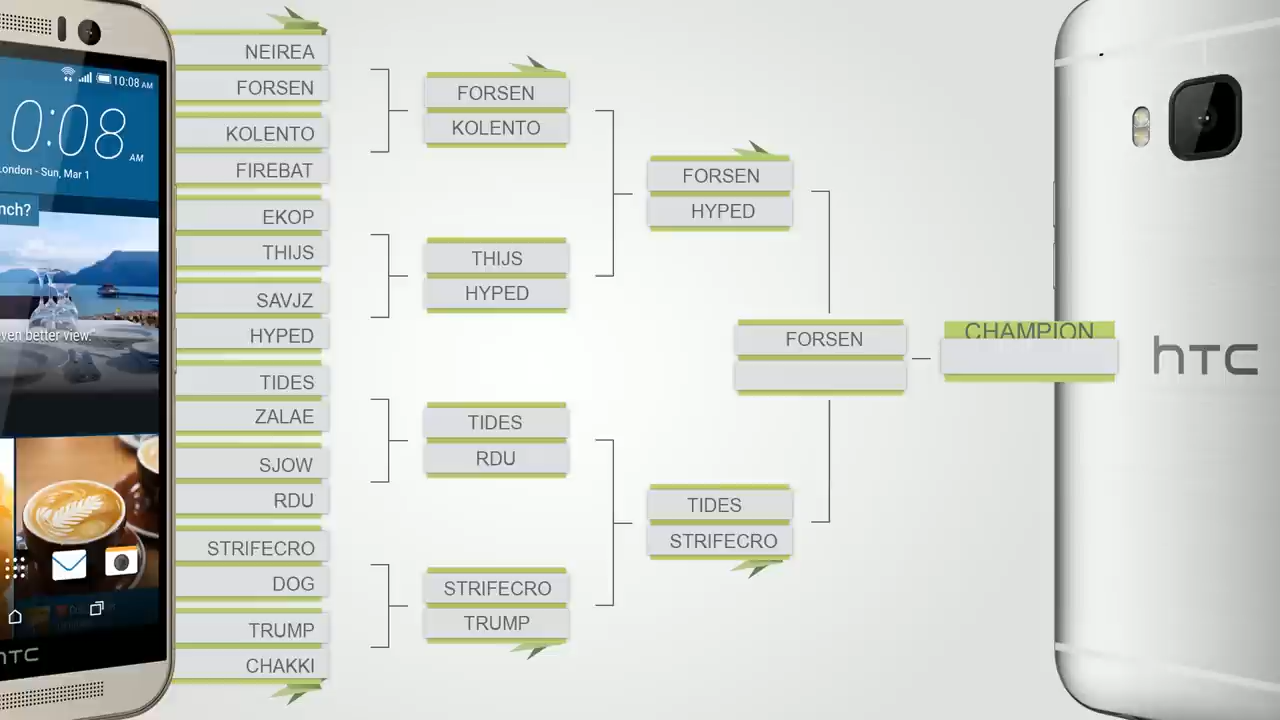 10:08 AM
0:08
AM
London - Sun, Mar 1
nch?
ven better view."
HTC
NEIREA
FORSEN
KOLENTO
FIREBAT
EKOP
THIJS
SAVJZ
HYPED
TIDES
ZALAE
SJOW
RDU
STRIFECRO
DOG
TRUMP
CHAKKI
FORSEN
KOLENTO
THIJS
HYPED
TIDES
RDU
STRIFECRO
TRUMP
FORSEN
HYPED
TIDES
STRIFECRO
FORSEN
CHAMPION
hTC